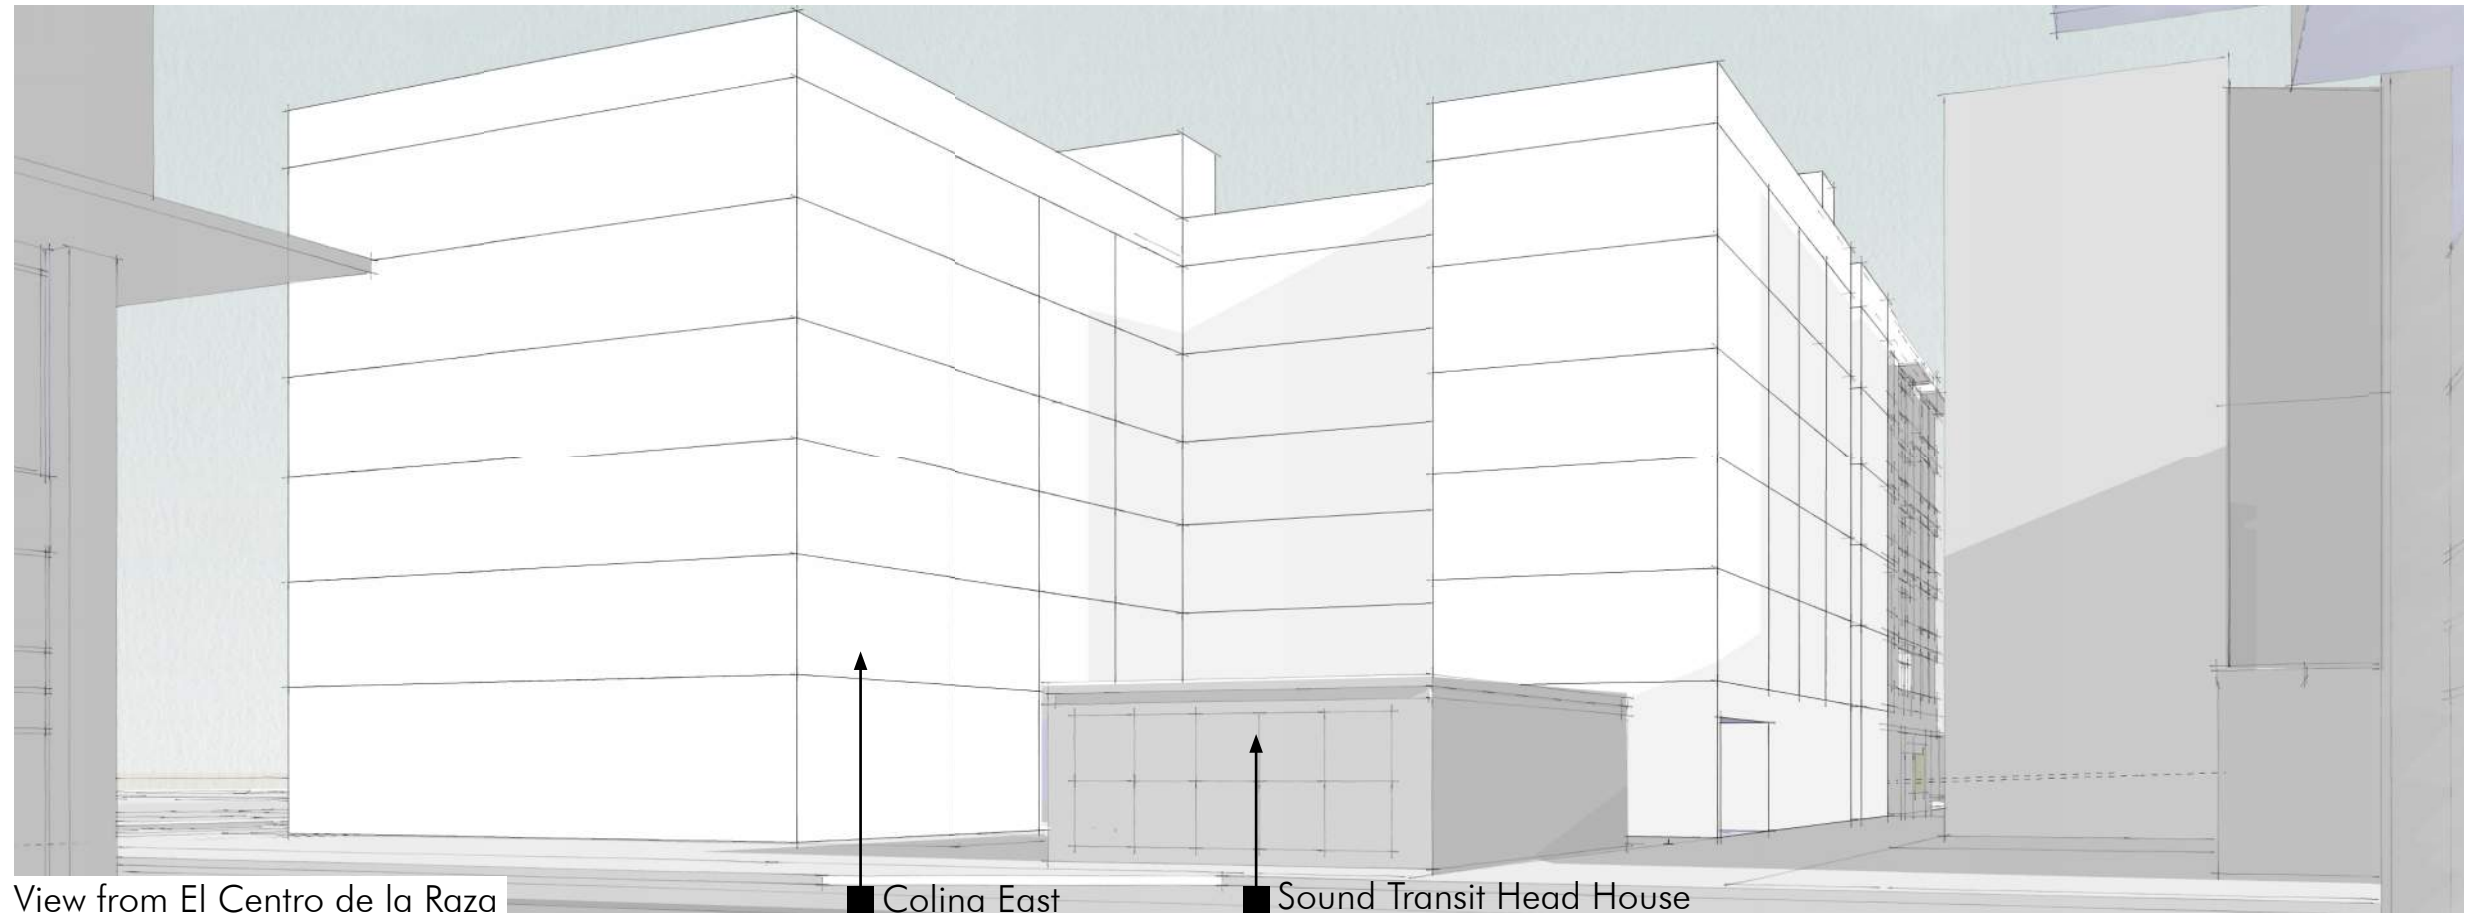 View from El Centro de la Raza
Colina East
Sound Transit Head House